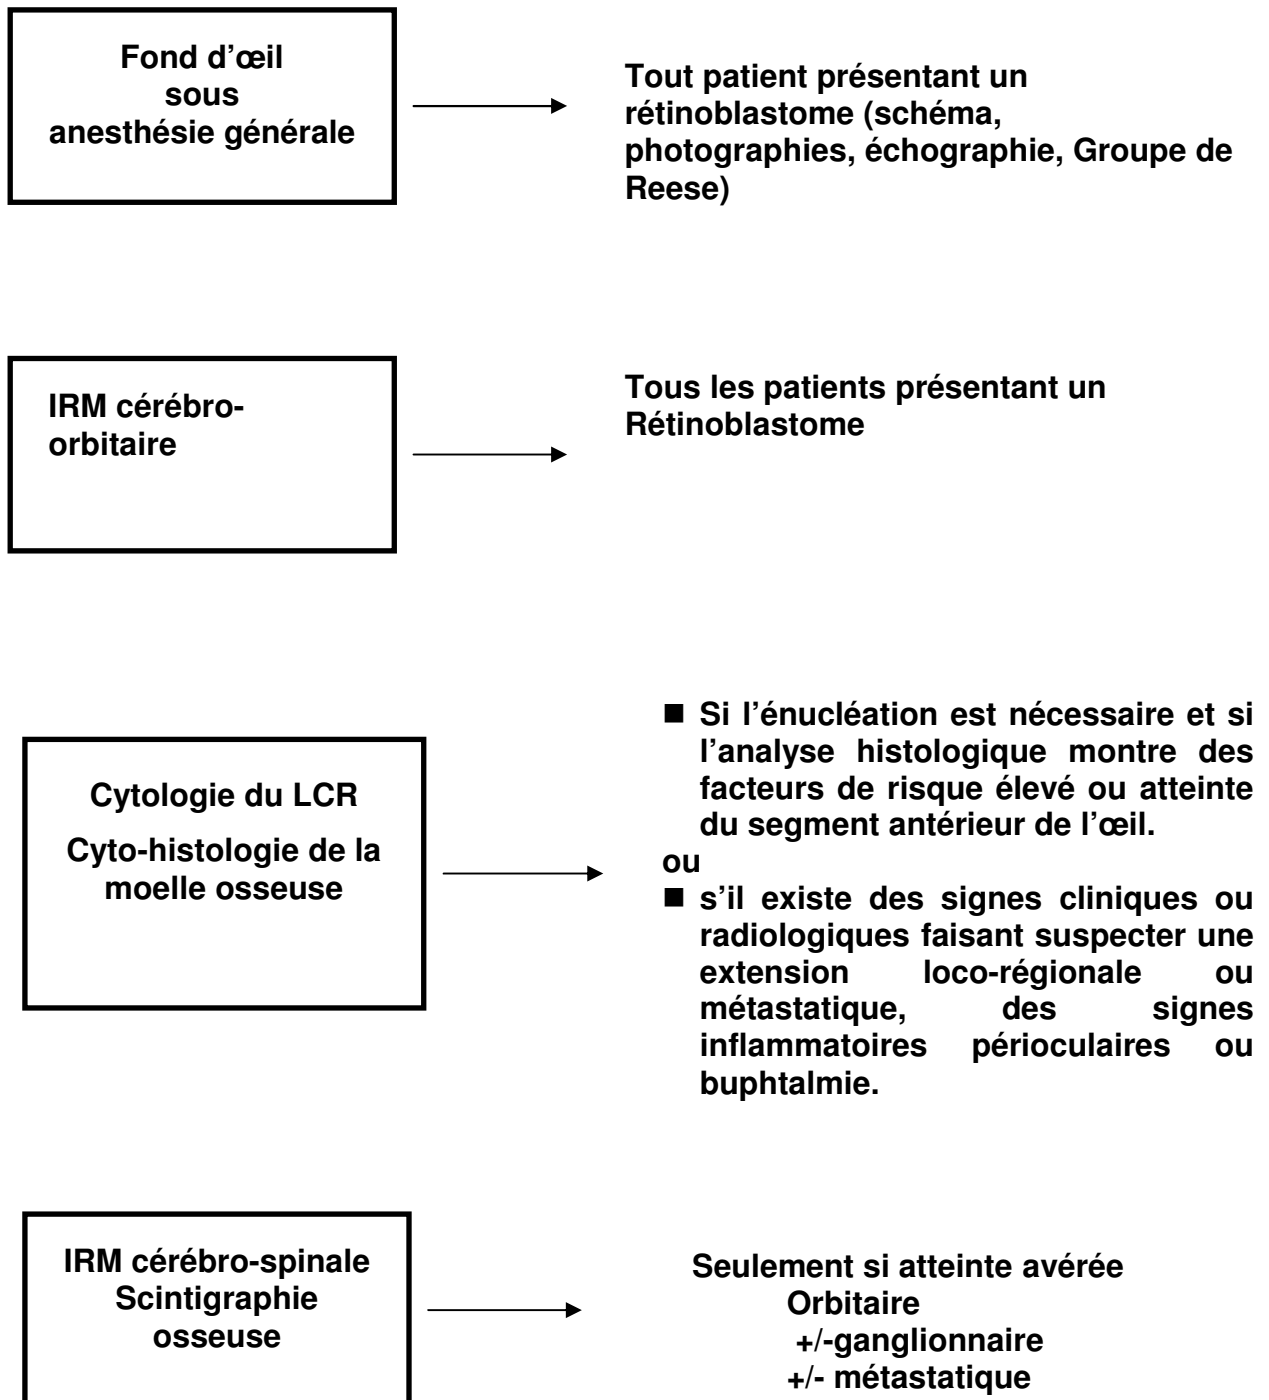 Fond d'œil
sous
anesthésie générale
Tout patient présentant un
rétinoblastome (schéma,
photographies, échographie, Groupe de
Reese)
IRM cérébro-
orbitaire
Tous les patients présentant un
Rétinoblastome
Cytologie du LCR
Cyto-histologie de la
moelle osseuse
■ Si l'énucléation est nécessaire et si
l'analyse histologique montre des
facteurs de risque élevé ou atteinte
du segment antérieur de l'œil.
ou
■ s'il existe des signes cliniques ou
radiologiques faisant suspecter une
extension loco-régionale ou
métastatique, des signes
inflammatoires périoculaires ou
buphtalmie.
IRM cérébro-spinale
Scintigraphie
osseuse
Seulement si atteinte avérée
Orbitaire
+/-ganglionnaire
+/- métastatique